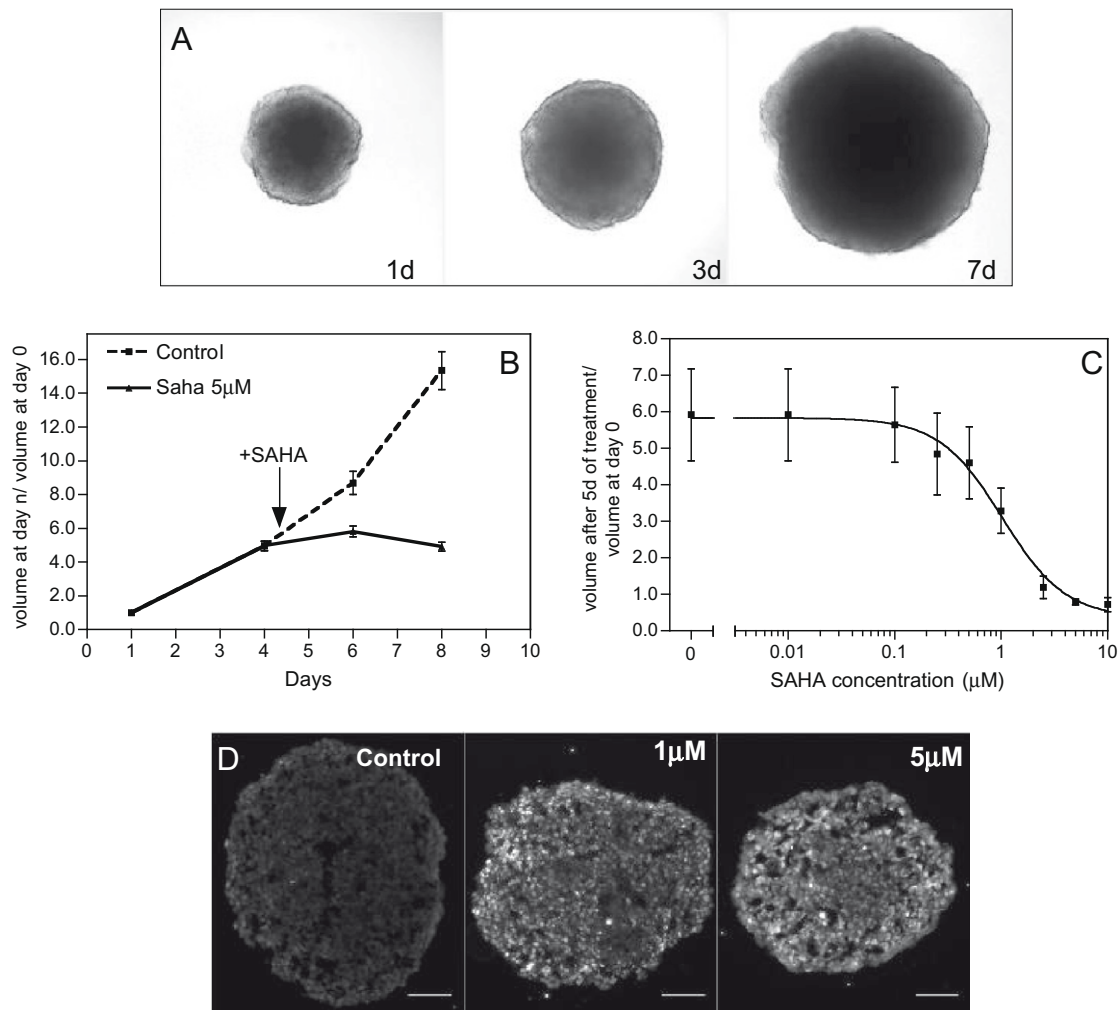 A
1d
3d
7d
B
Control
Saha 5μM
+SAHA
volume at day n/ volume at day 0
16.0
14.0
12.0
10.0
8.0
6.0
4.0
2.0
0.0
0 1 2 3 4 5 6 7 8 9 10
Days
C
volume after 5d of treatment/
volume at day 0
8.0
7.0
6.0
5.0
4.0
3.0
2.0
1.0
0.0
0 0.01 0.1 1 10
SAHA concentration (μM)
D
Control
1μM
5μM